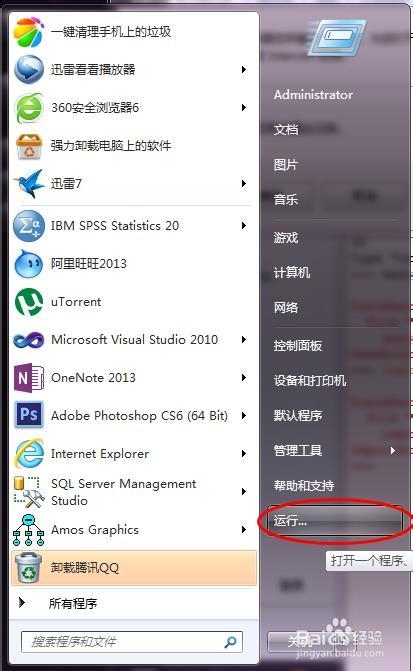 一键清理手机上的垃圾
迅雷看看播放器
360安全浏览器6
强力卸载电脑上的软件
迅雷7
IBM SPSS Statistics 20
阿里旺旺2013
uTorrent
Microsoft Visual Studio 2010
OneNote 2013
Ps
Adobe Photoshop CS6 (64 Bit)
Internet Explorer
SQL Server Management
Studio
Amos Graphics
卸载腾讯QQ
所有程序
搜索程序和文件
Administrator
文档
图片
音乐
游戏
计算机
网络
控制面板
设备和打印机
默认程序
管理工具
帮助和支持
运行...
打开一个程序、
关机
Baidu百科经验
jingyan.baidu.com